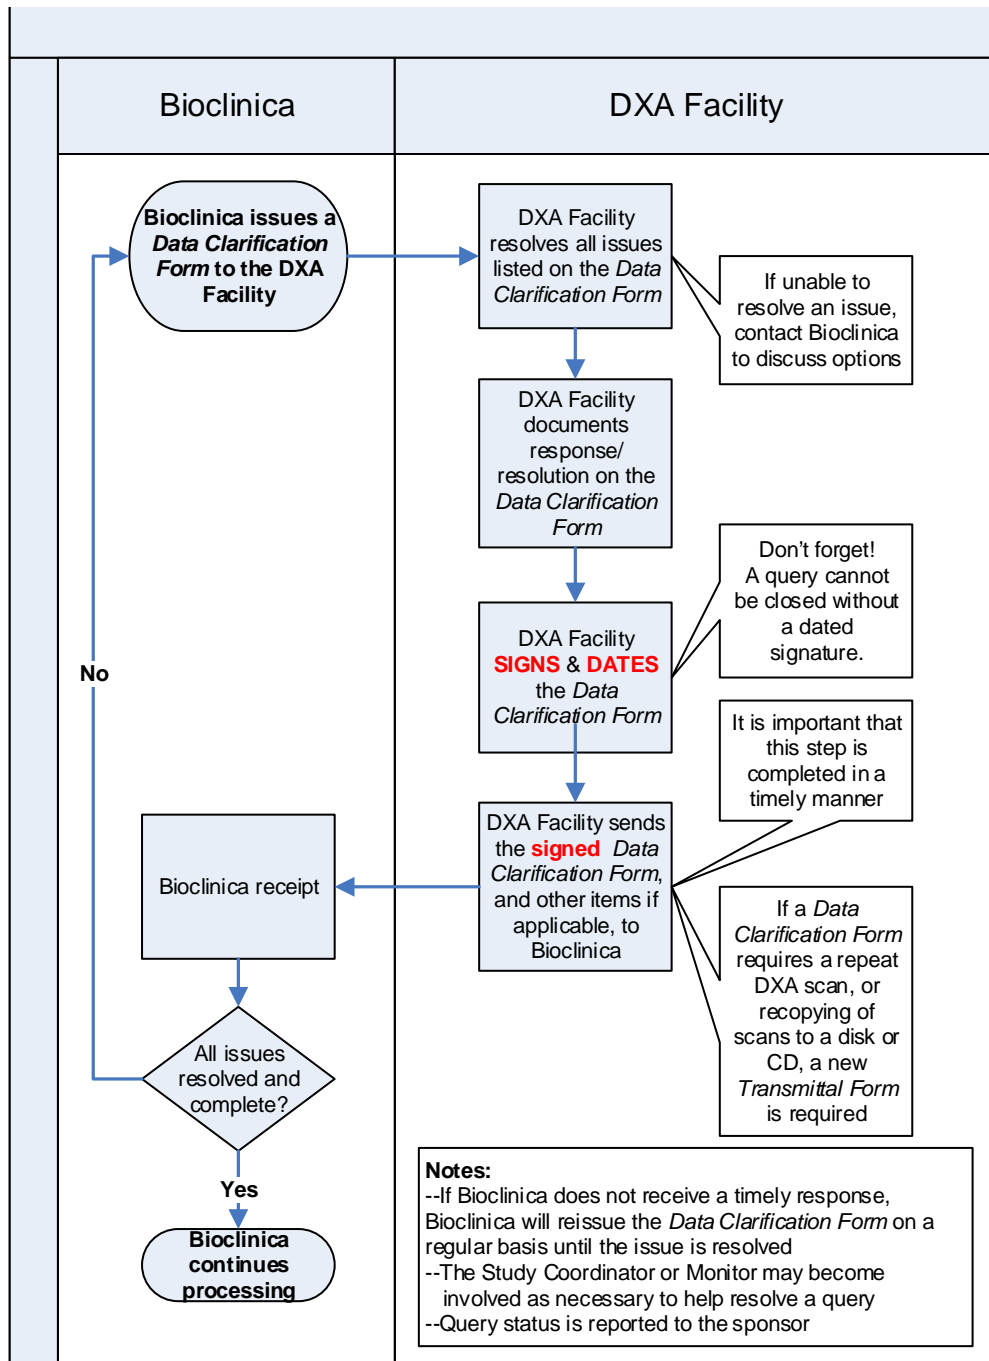 Bioclinica
DXA Facility
Bioclinica issues a
Data Clarification
Form to the DXA
Facility
DXA Facility
resolves all issues
listed on the Data
Clarification Form
If unable to
resolve an issue,
contact Bioclinica
to discuss options
DXA Facility
documents
response/
resolution on the
Data Clarification
Form
Don't forget!
A query cannot
be closed without
a dated
signature.
DXA Facility
SIGNS & DATES
the Data
Clarification Form
No
It is important that
this step is
completed in a
timely manner
DXA Facility sends
the signed Data
Clarification Form,
and other items if
applicable, to
Bioclinica
Bioclinica receipt
If a Data
Clarification Form
requires a repeat
DXA scan, or
recopying of
scans to a disk or
CD, a new
Transmittal Form
is required
All issues
resolved and
complete?
Yes
Bioclinica
continues
processing
Notes:
--If Bioclinica does not receive a timely response,
Bioclinica will reissue the Data Clarification Form on a
regular basis until the issue is resolved
--The Study Coordinator or Monitor may become
involved as necessary to help resolve a query
--Query status is reported to the sponsor